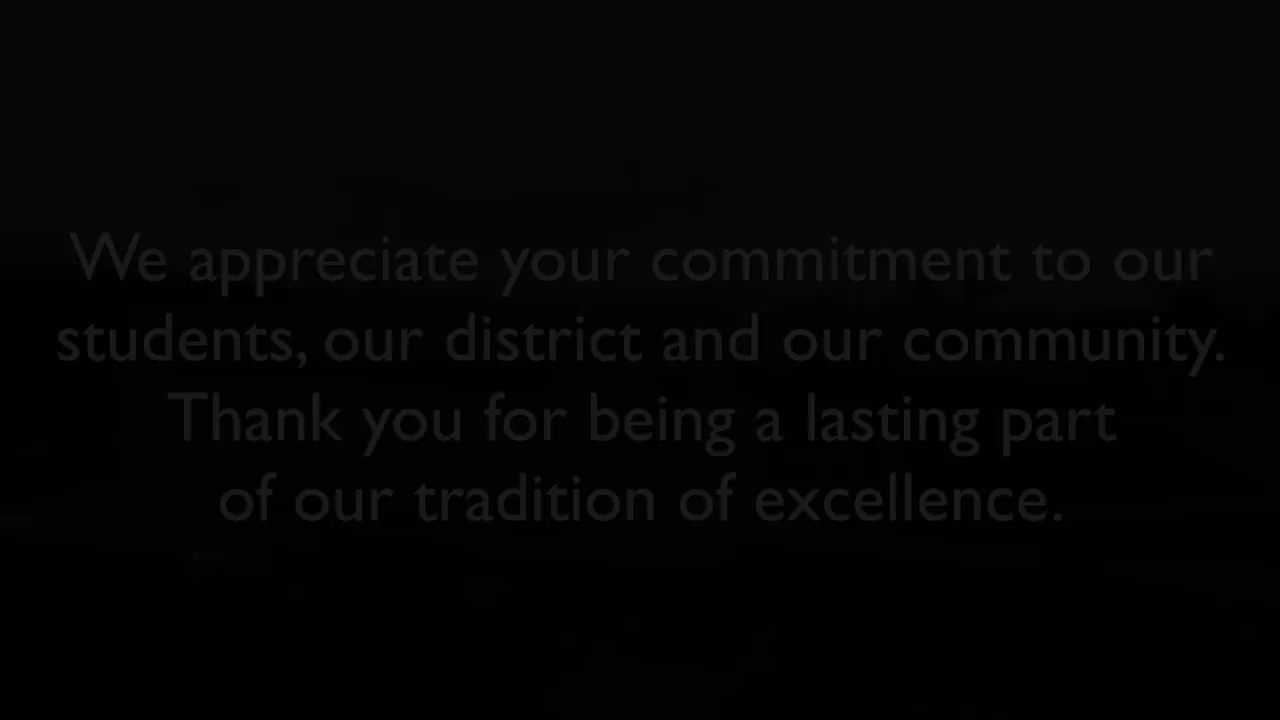 We appreciate your commitment to our
students, our district and our community.
Thank you for being a lasting part
of our tradition of excellence.